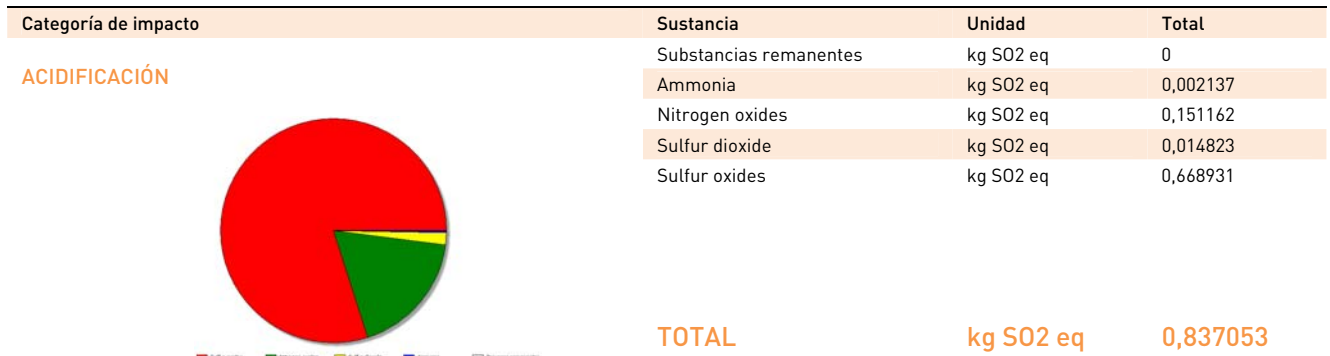 Categoría de impacto Sustancia Unidad Total
ACIDIFICACIÓN
Substancias remanentes kg SO2 eq 0
Ammonia kg SO2 eq 0,002137
Nitrogen oxides kg SO2 eq 0,151162
Sulfur dioxide kg SO2 eq 0,014823
Sulfur oxides kg SO2 eq 0,668931
TOTAL kg SO2 eq 0,837053